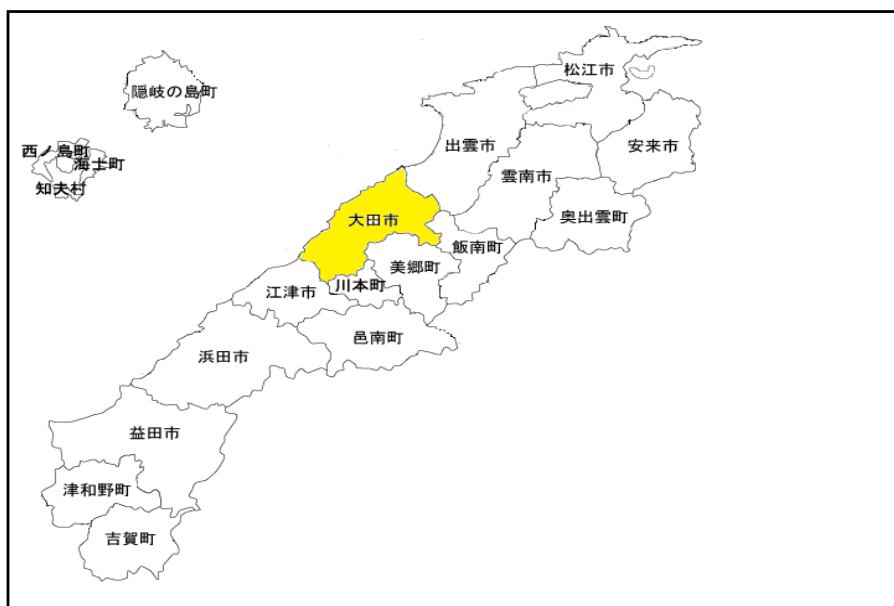 松江市
隠岐の島町
出雲市
安来市
西ノ島町
海士町
雲南市
知夫村
大田市
奥出雲町
飯南町
美郷町
川本町
江津市
邑南町
浜田市
益田市
津和野町
吉賀町